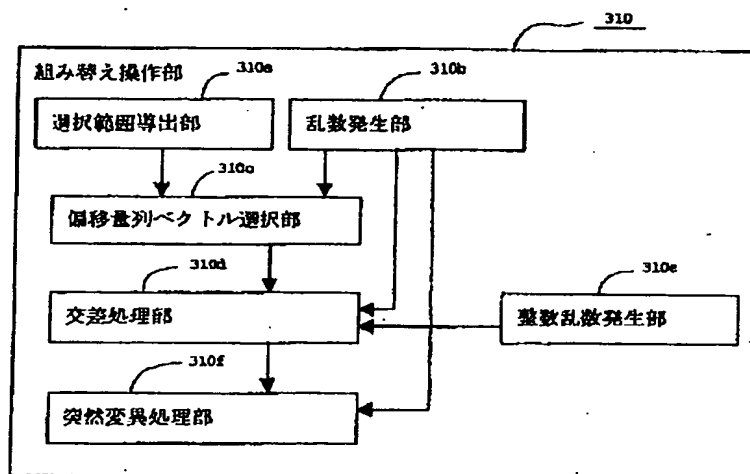 310
組み替え操作部
310a
310b
選択範囲導出部
乱数発生部
310c
偏移量列ベクトル選択部
310d
310e
交差処理部
整数乱数発生部
310f
突然変異処理部